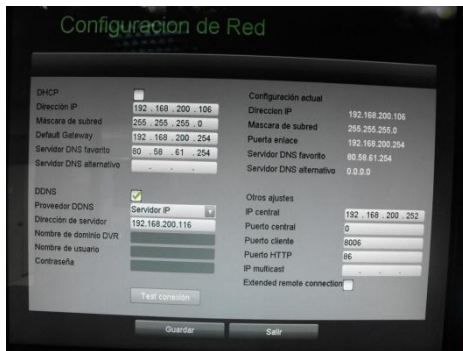 Configuracion de Red
DHCP
Direccion IP 192 . 168 . 200 . 106
Mascara de subred 255 . 255 . 255 . 0
Default Gateway 192 . 168 . 200 . 254
Servidor DNS favorito 80 . 58 . 61 . 254
Servidor DNS alternativo . . .
DDNS
Proveedor DDNS Servidor IP
Dirección de servidor 192.168.200.116
Nombre de dominio DVR
Nombre de usuario
Contraseña
Test conexión
Configuración actual
Direccion IP 192.168.200.106
Mascara de subred 255.255.255.0
Puerta enlace 192.168.200.254
Servidor DNS favorito 80.58.61.254
Servidor DNS alternativo 0.0.0.0
Otros ajustes
IP central 192 . 168 . 200 . 252
Puerto central 0
Puerto cliente 8006
Puerto HTTP 86
IP multicast . . .
Extended remote connection
Guardar Salir